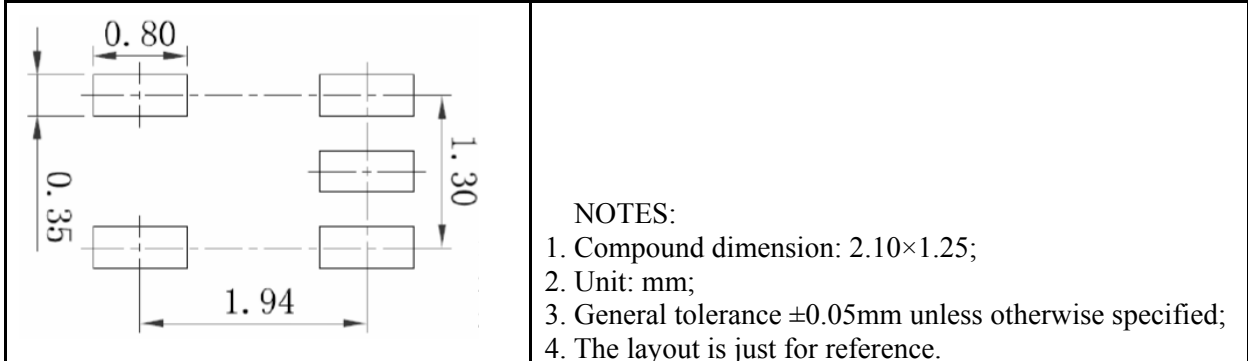 0.80
0.35
1.30
1.94
NOTES:
1. Compound dimension: 2.10×1.25;
2. Unit: mm;
3. General tolerance ±0.05mm unless otherwise specified;
4. The layout is just for reference.